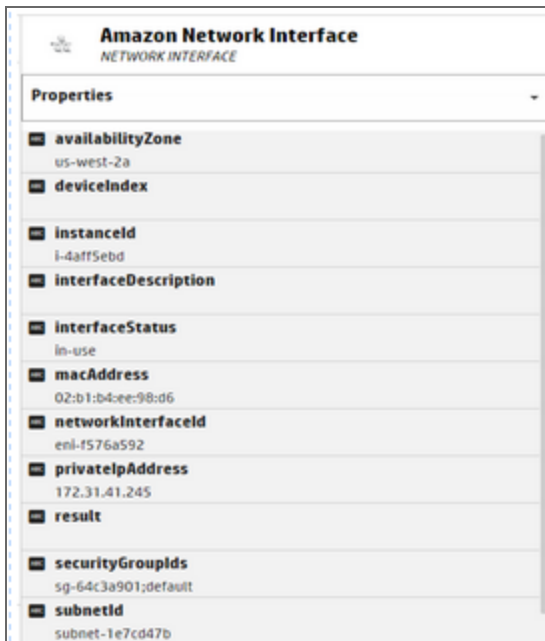 Amazon Network Interface
NETWORK INTERFACE
Properties
availabilityZone
us-west-2a
deviceIndex
instanceId
i-4aff5ebd
interfaceDescription
interfaceStatus
in-use
macAddress
02:b1:b4:ee:98:d6
networkInterfaceId
eni-f576a592
privateIpAddress
172.31.41.245
result
securityGroupIds
sg-64c3a901;default
subnetId
subnet-1e7cd47b